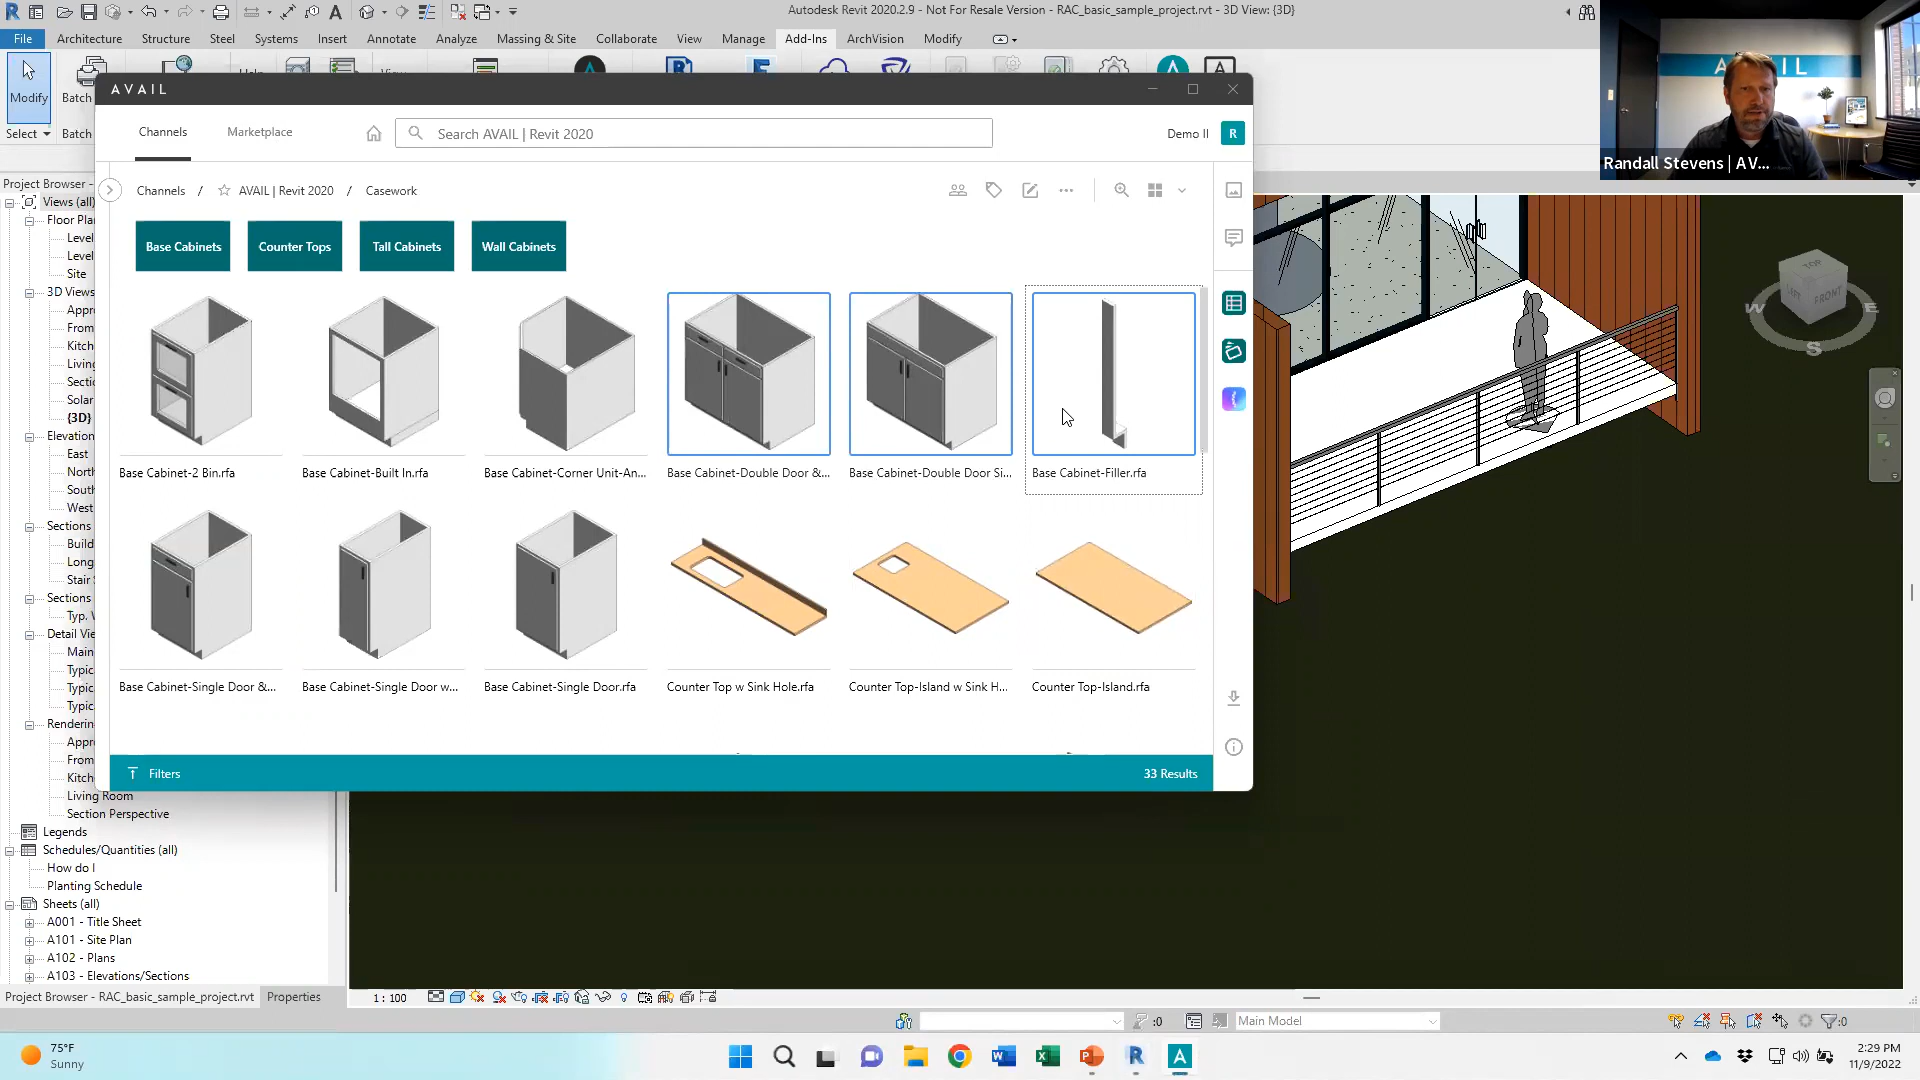 Autodesk Revit 2020.2.9 - Not For Resale Version - RAC_basic_sample_project.rvt - 3D View: {3D}
File Architecture Structure Steel Systems Insert Annotate Analyze Massing & Site Collaborate View Manage Add-Ins ArchVision Modify
Modify
Batch
Select
Batch
AVAIL
Randall Stevens | AV...
AVAIL
Channels
Marketplace
Search AVAIL | Revit 2020
Demo II
R
Channels / AVAIL | Revit 2020 / Casework
Base Cabinets
Counter Tops
Tall Cabinets
Wall Cabinets
Base Cabinet-2 Bin.rfa
Base Cabinet-Built In.rfa
Base Cabinet-Corner Unit-An...
Base Cabinet-Double Door &...
Base Cabinet-Double Door Si...
Base Cabinet-Filler.rfa
Base Cabinet-Single Door &...
Base Cabinet-Single Door w...
Base Cabinet-Single Door.rfa
Counter Top w Sink Hole.rfa
Counter Top-Island w Sink H...
Counter Top-Island.rfa
Filters
33 Results
Project Browser -
Views (all)
Floor Plan
Level
Level
Site
3D Views
Appr
From
Kitch
Living
Secti
Solar
{3D}
Elevation
East
North
South
West
Sections
Build
Long
Stair
Sections
Typ. W
Detail Vie
Main
Typic
Typic
Typic
Rendering
Appr
From
Kitch
Living Room
Section Perspective
Legends
Schedules/Quantities (all)
How do I
Planting Schedule
Sheets (all)
A001 - Title Sheet
A101 - Site Plan
A102 - Plans
A103 - Elevations/Sections
Project Browser - RAC_basic_sample_project.rvt
Properties
TOP
LEFT
FRONT
W
E
S
1 : 100
:0
Main Model
:0
75°F
Sunny
2:29 PM
11/9/2022